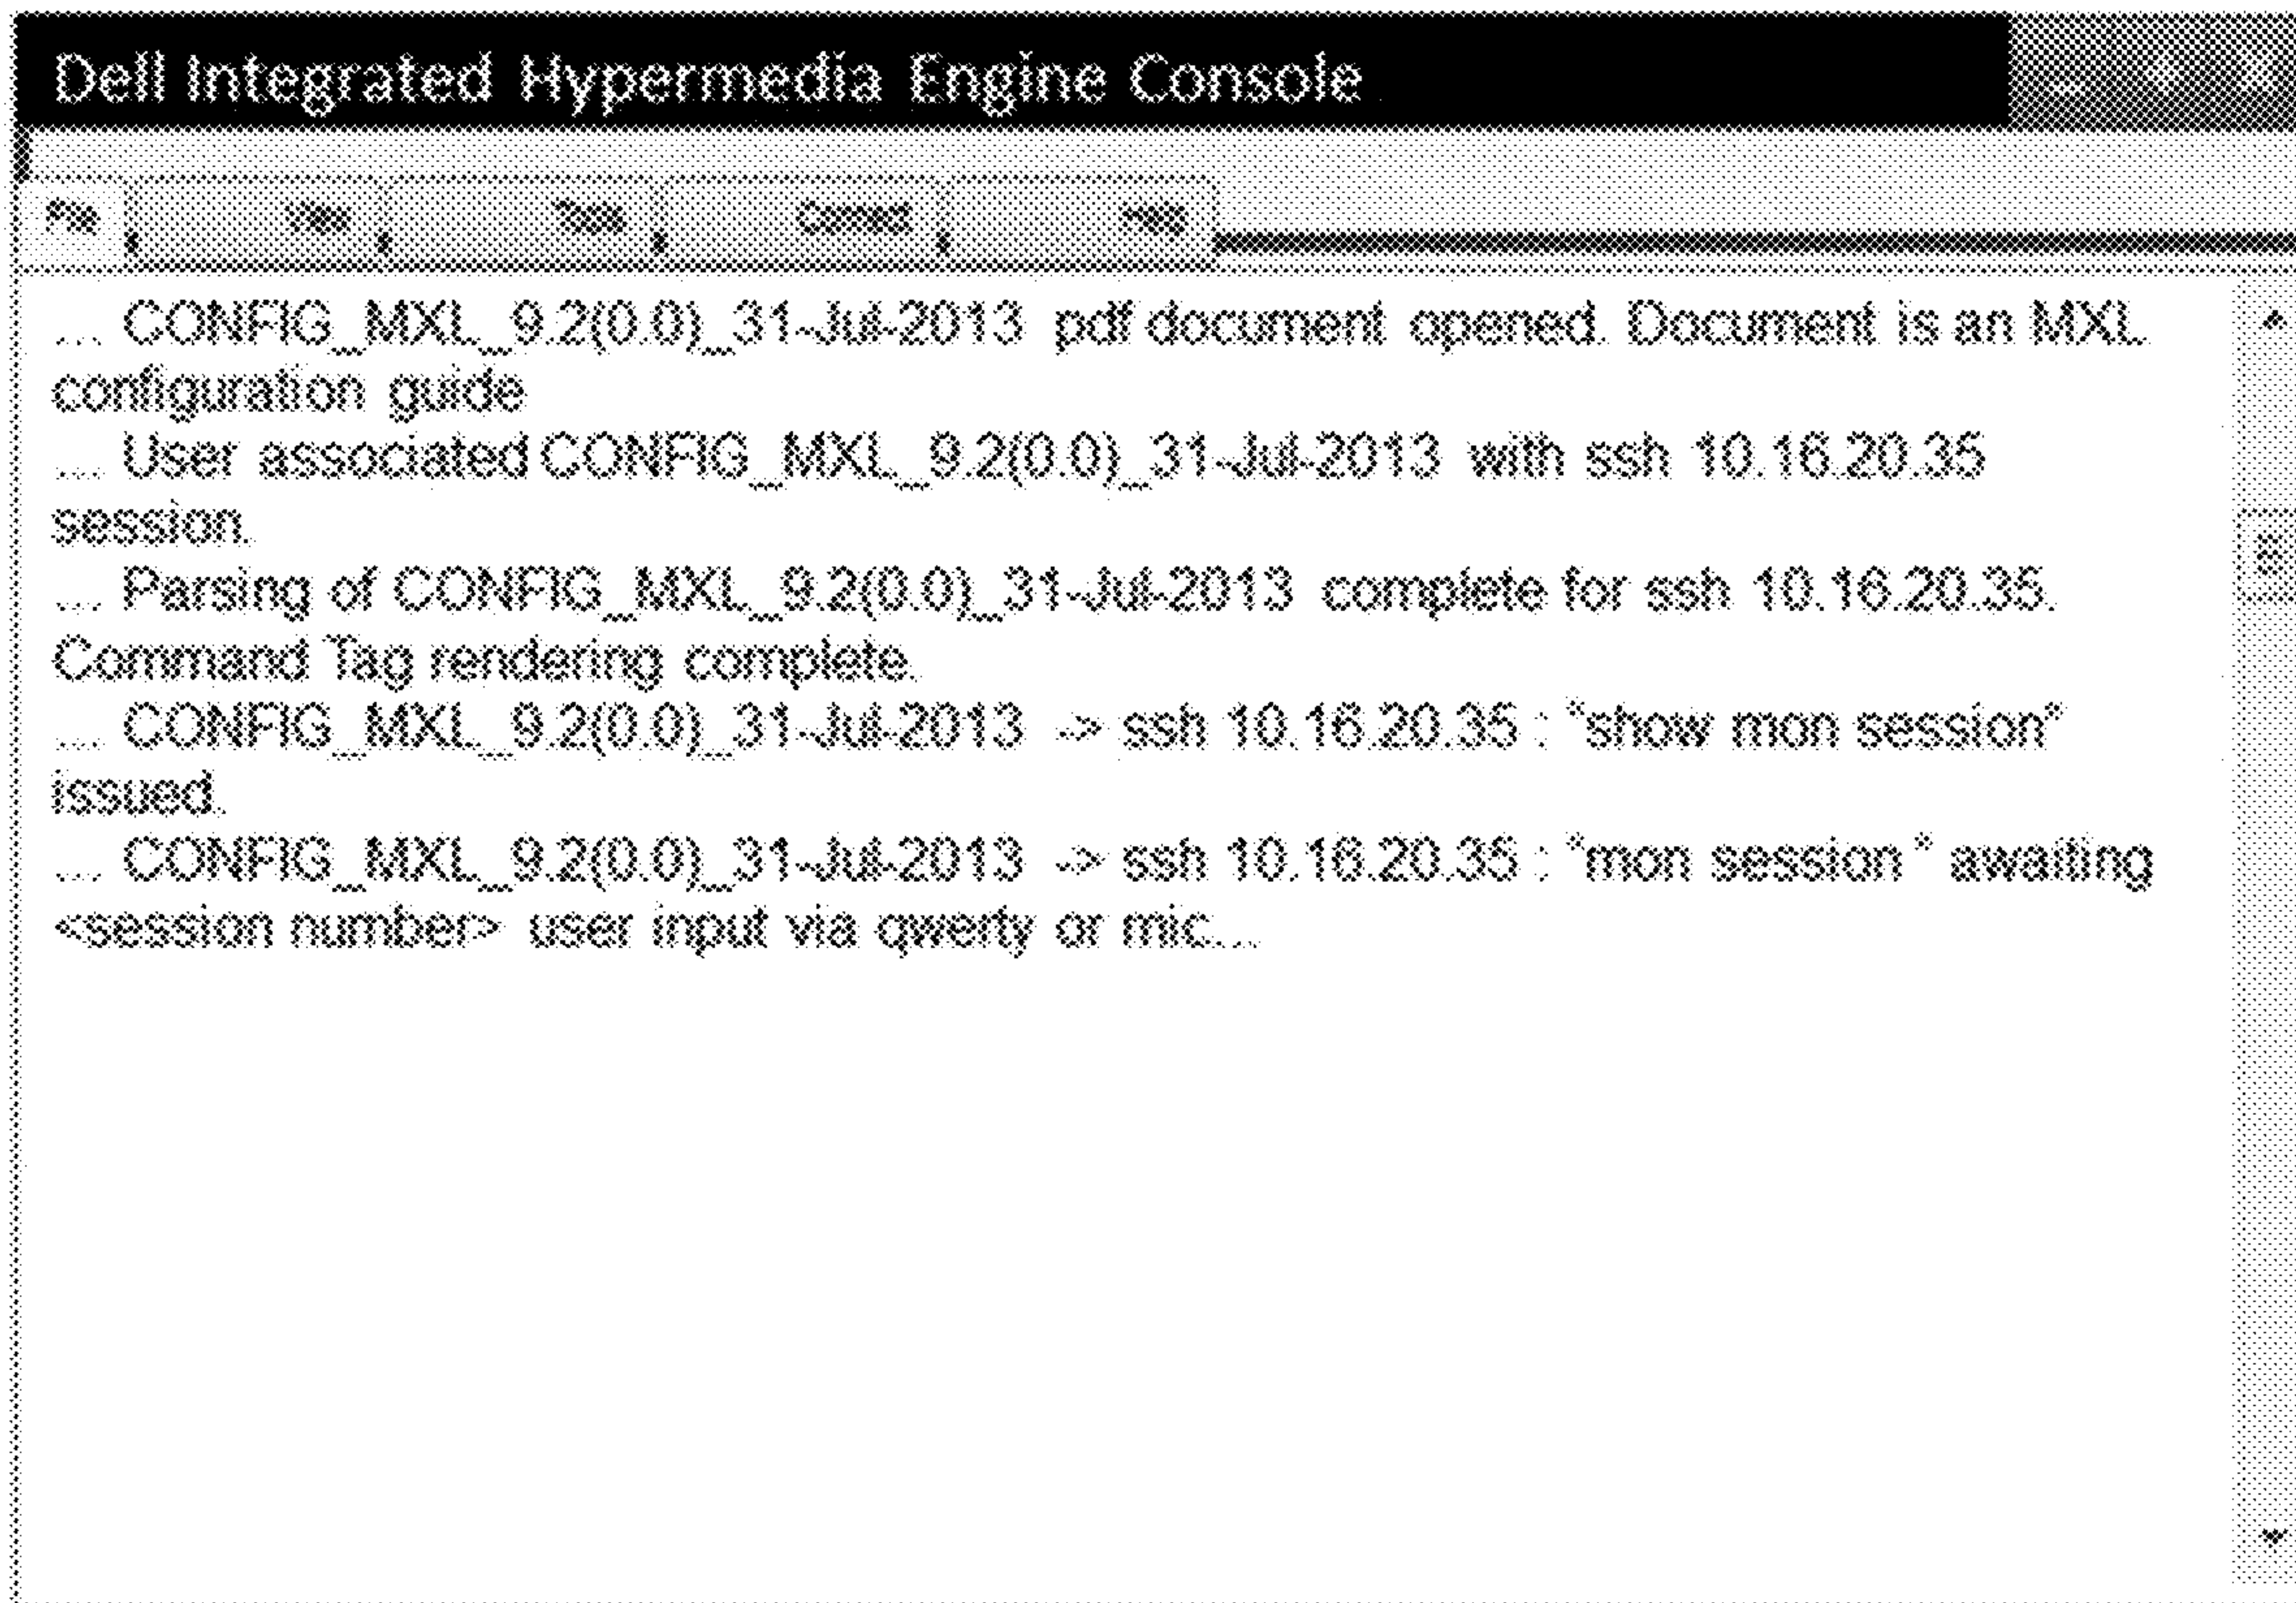 Dell Integrated Hypermedia Engine Console
File View Tools Connect Help
... CONFIG_MXL_9.2(0.0)_31-Jul-2013 pdf document opened. Document is an MXL
configuration guide
... User associated CONFIG_MXL_9.2(0.0)_31-Jul-2013 with ssh 10.16.20.35
session.
... Parsing of CONFIG_MXL_9.2(0.0)_31-Jul-2013 complete for ssh 10.16.20.35.
Command Tag rendering complete.
... CONFIG_MXL_9.2(0.0)_31-Jul-2013 -> ssh 10.16.20.35 : "show mon session"
issued.
... CONFIG_MXL_9.2(0.0)_31-Jul-2013 -> ssh 10.16.20.35 : "mon session " awaiting
<session number> user input via qwerty or mic...